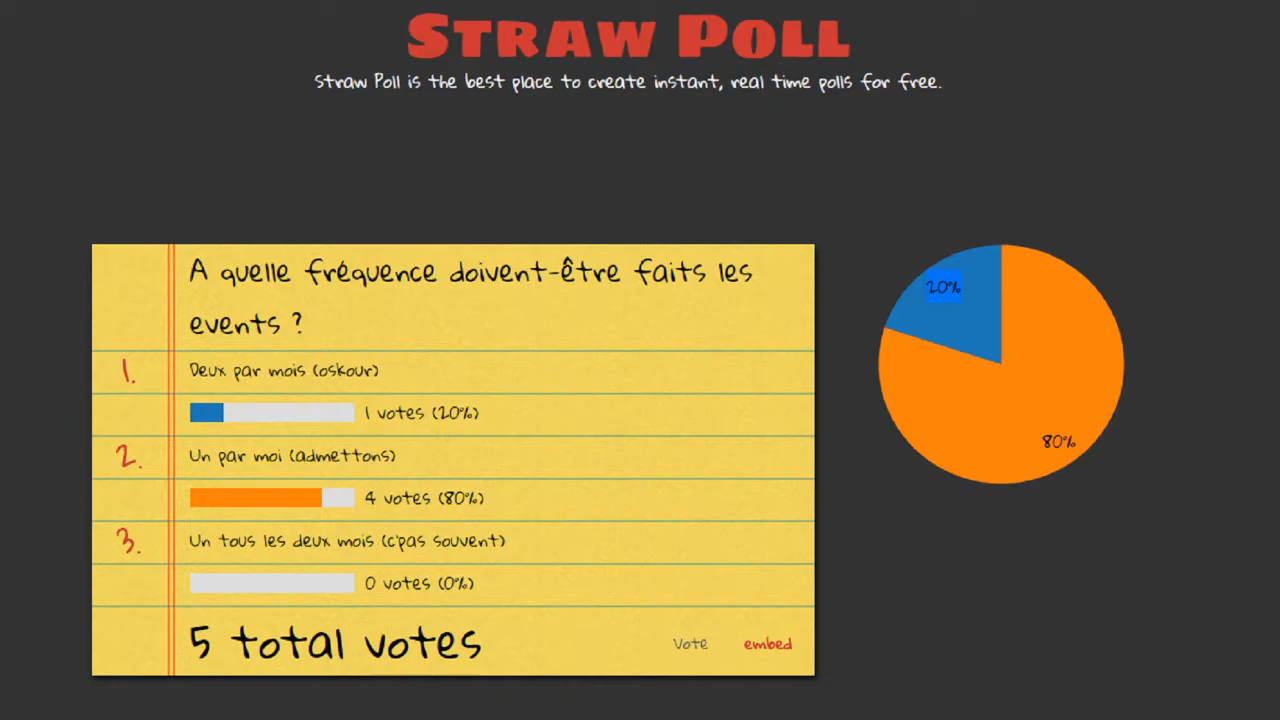 STRAW POLL
Straw Poll is the best place to create instant, real time polls for free.
A quelle fréquence doivent-être faits les
events ?
1. Deux par mois (oskour)
1 votes (20%)
2. Un par moi (admettons)
4 votes (80%)
3. Un tous les deux mois (c'pas souvent)
0 votes (0%)
5 total votes
Vote embed
20%
80%